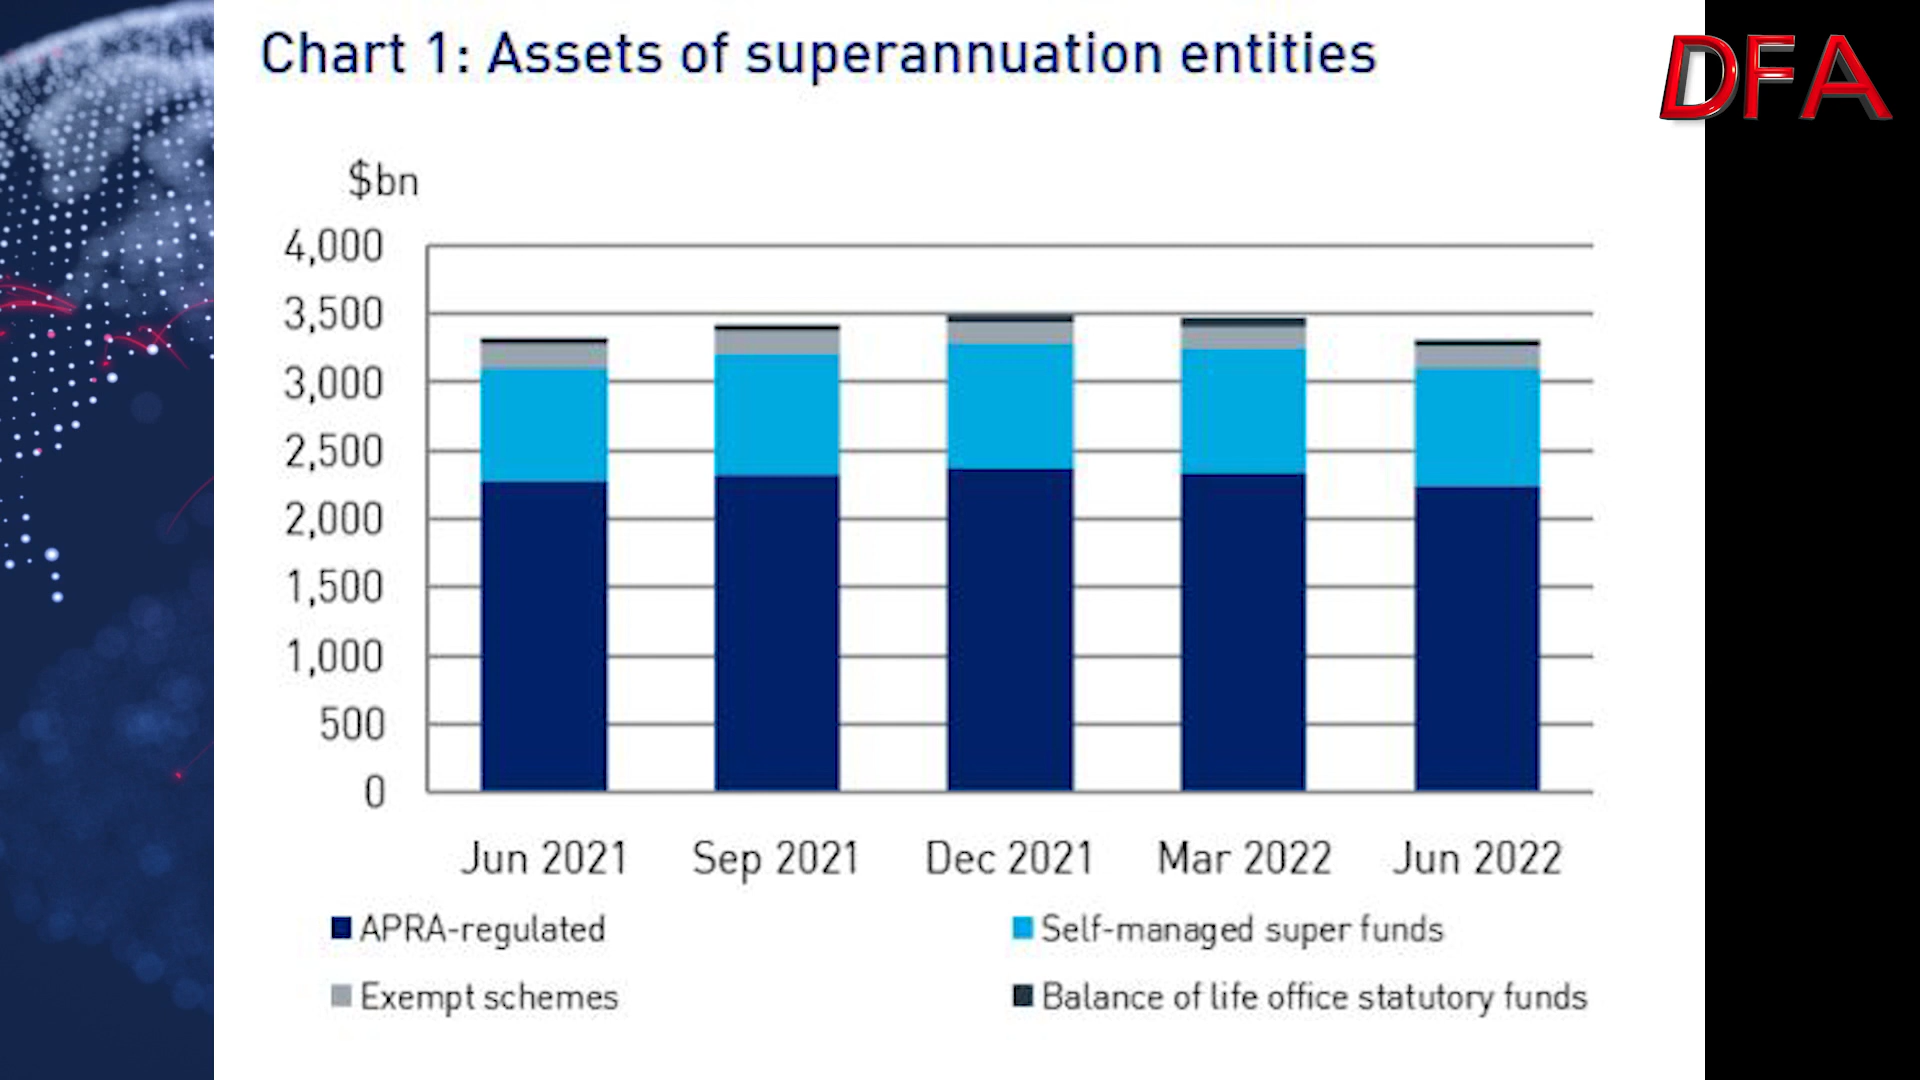 Chart 1: Assets of superannuation entities
DFA
$bn
4,000
3,500
3,000
2,500
2,000
1,500
1,000
500
0
Jun 2021 Sep 2021 Dec 2021 Mar 2022 Jun 2022
APRA-regulated Self-managed super funds
Exempt schemes Balance of life office statutory funds